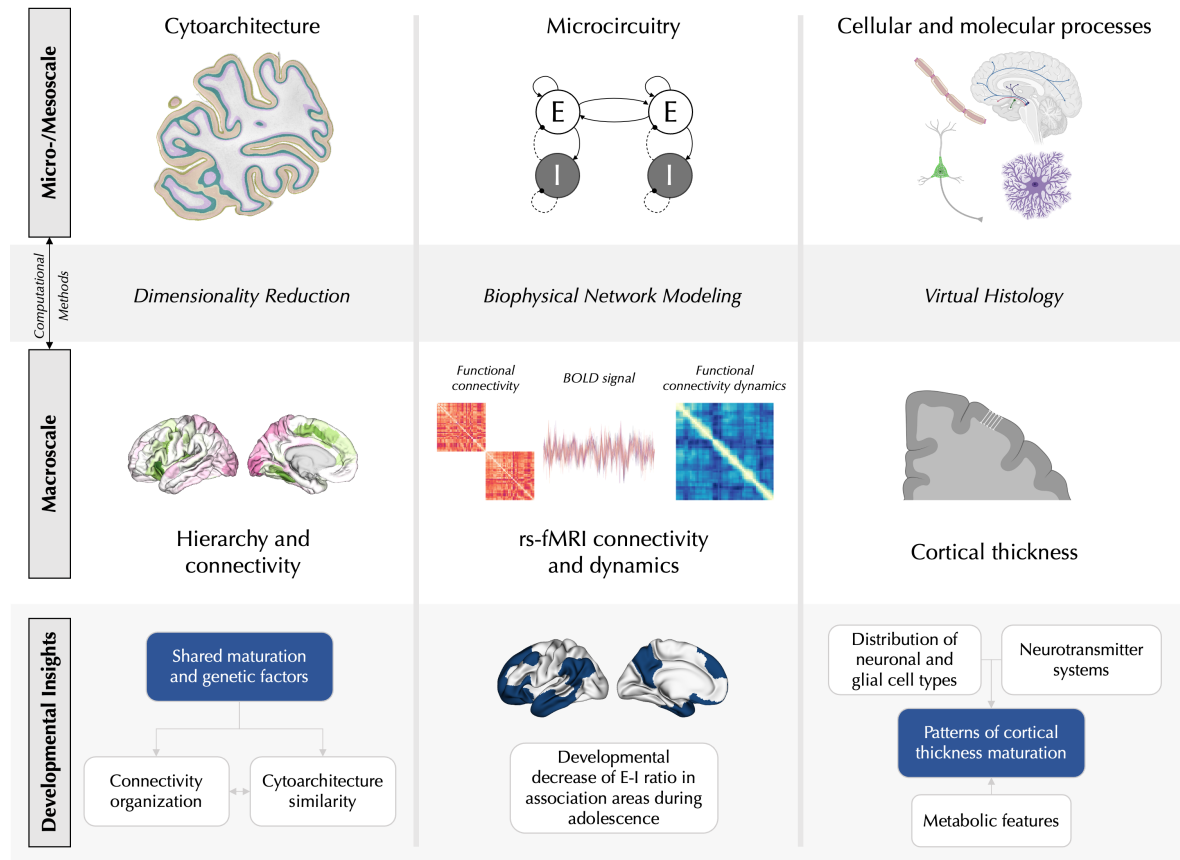 Micro-/Mesoscale
Cytoarchitecture
Microcircuitry
E
E
I
I
Cellular and molecular processes
Computational
Methods
Dimensionality Reduction
Biophysical Network Modeling
Virtual Histology
Macroscale
Hierarchy and
connectivity
Functional
connectivity
BOLD signal
Functional
connectivity dynamics
rs-fMRI connectivity
and dynamics
Cortical thickness
Developmental Insights
Shared maturation
and genetic factors
Connectivity
organization
Cytoarchitecture
similarity
Developmental
decrease of E-I ratio in
association areas during
adolescence
Distribution of
neuronal and
glial cell types
Neurotransmitter
systems
Patterns of cortical
thickness maturation
Metabolic features